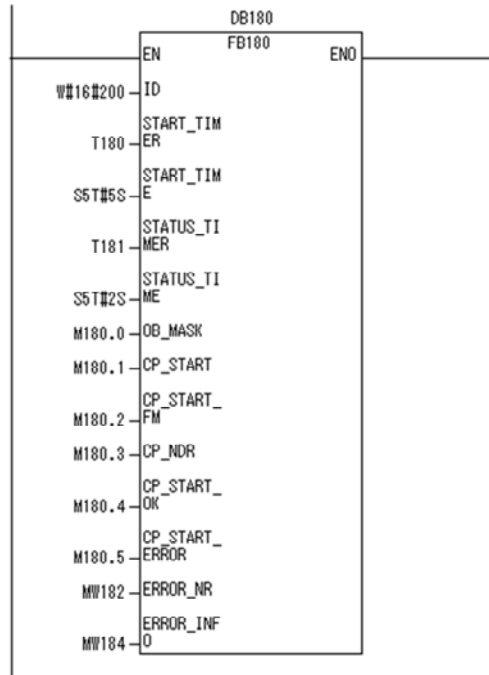 DB180
FB180
EN ENO
W#16#200 ID
START_TIM
T180 ER
START_TIM
S5T#5S E
STATUS_TI
T181 MER
STATUS_TI
S5T#2S ME
M180.0 OB_MASK
M180.1 CP_START
CP_START_
M180.2 FM
M180.3 CP_NDR
CP_START_
M180.4 OK
CP_START_
M180.5 ERROR
MW182 ERROR_NR
ERROR_INF
MW184 O